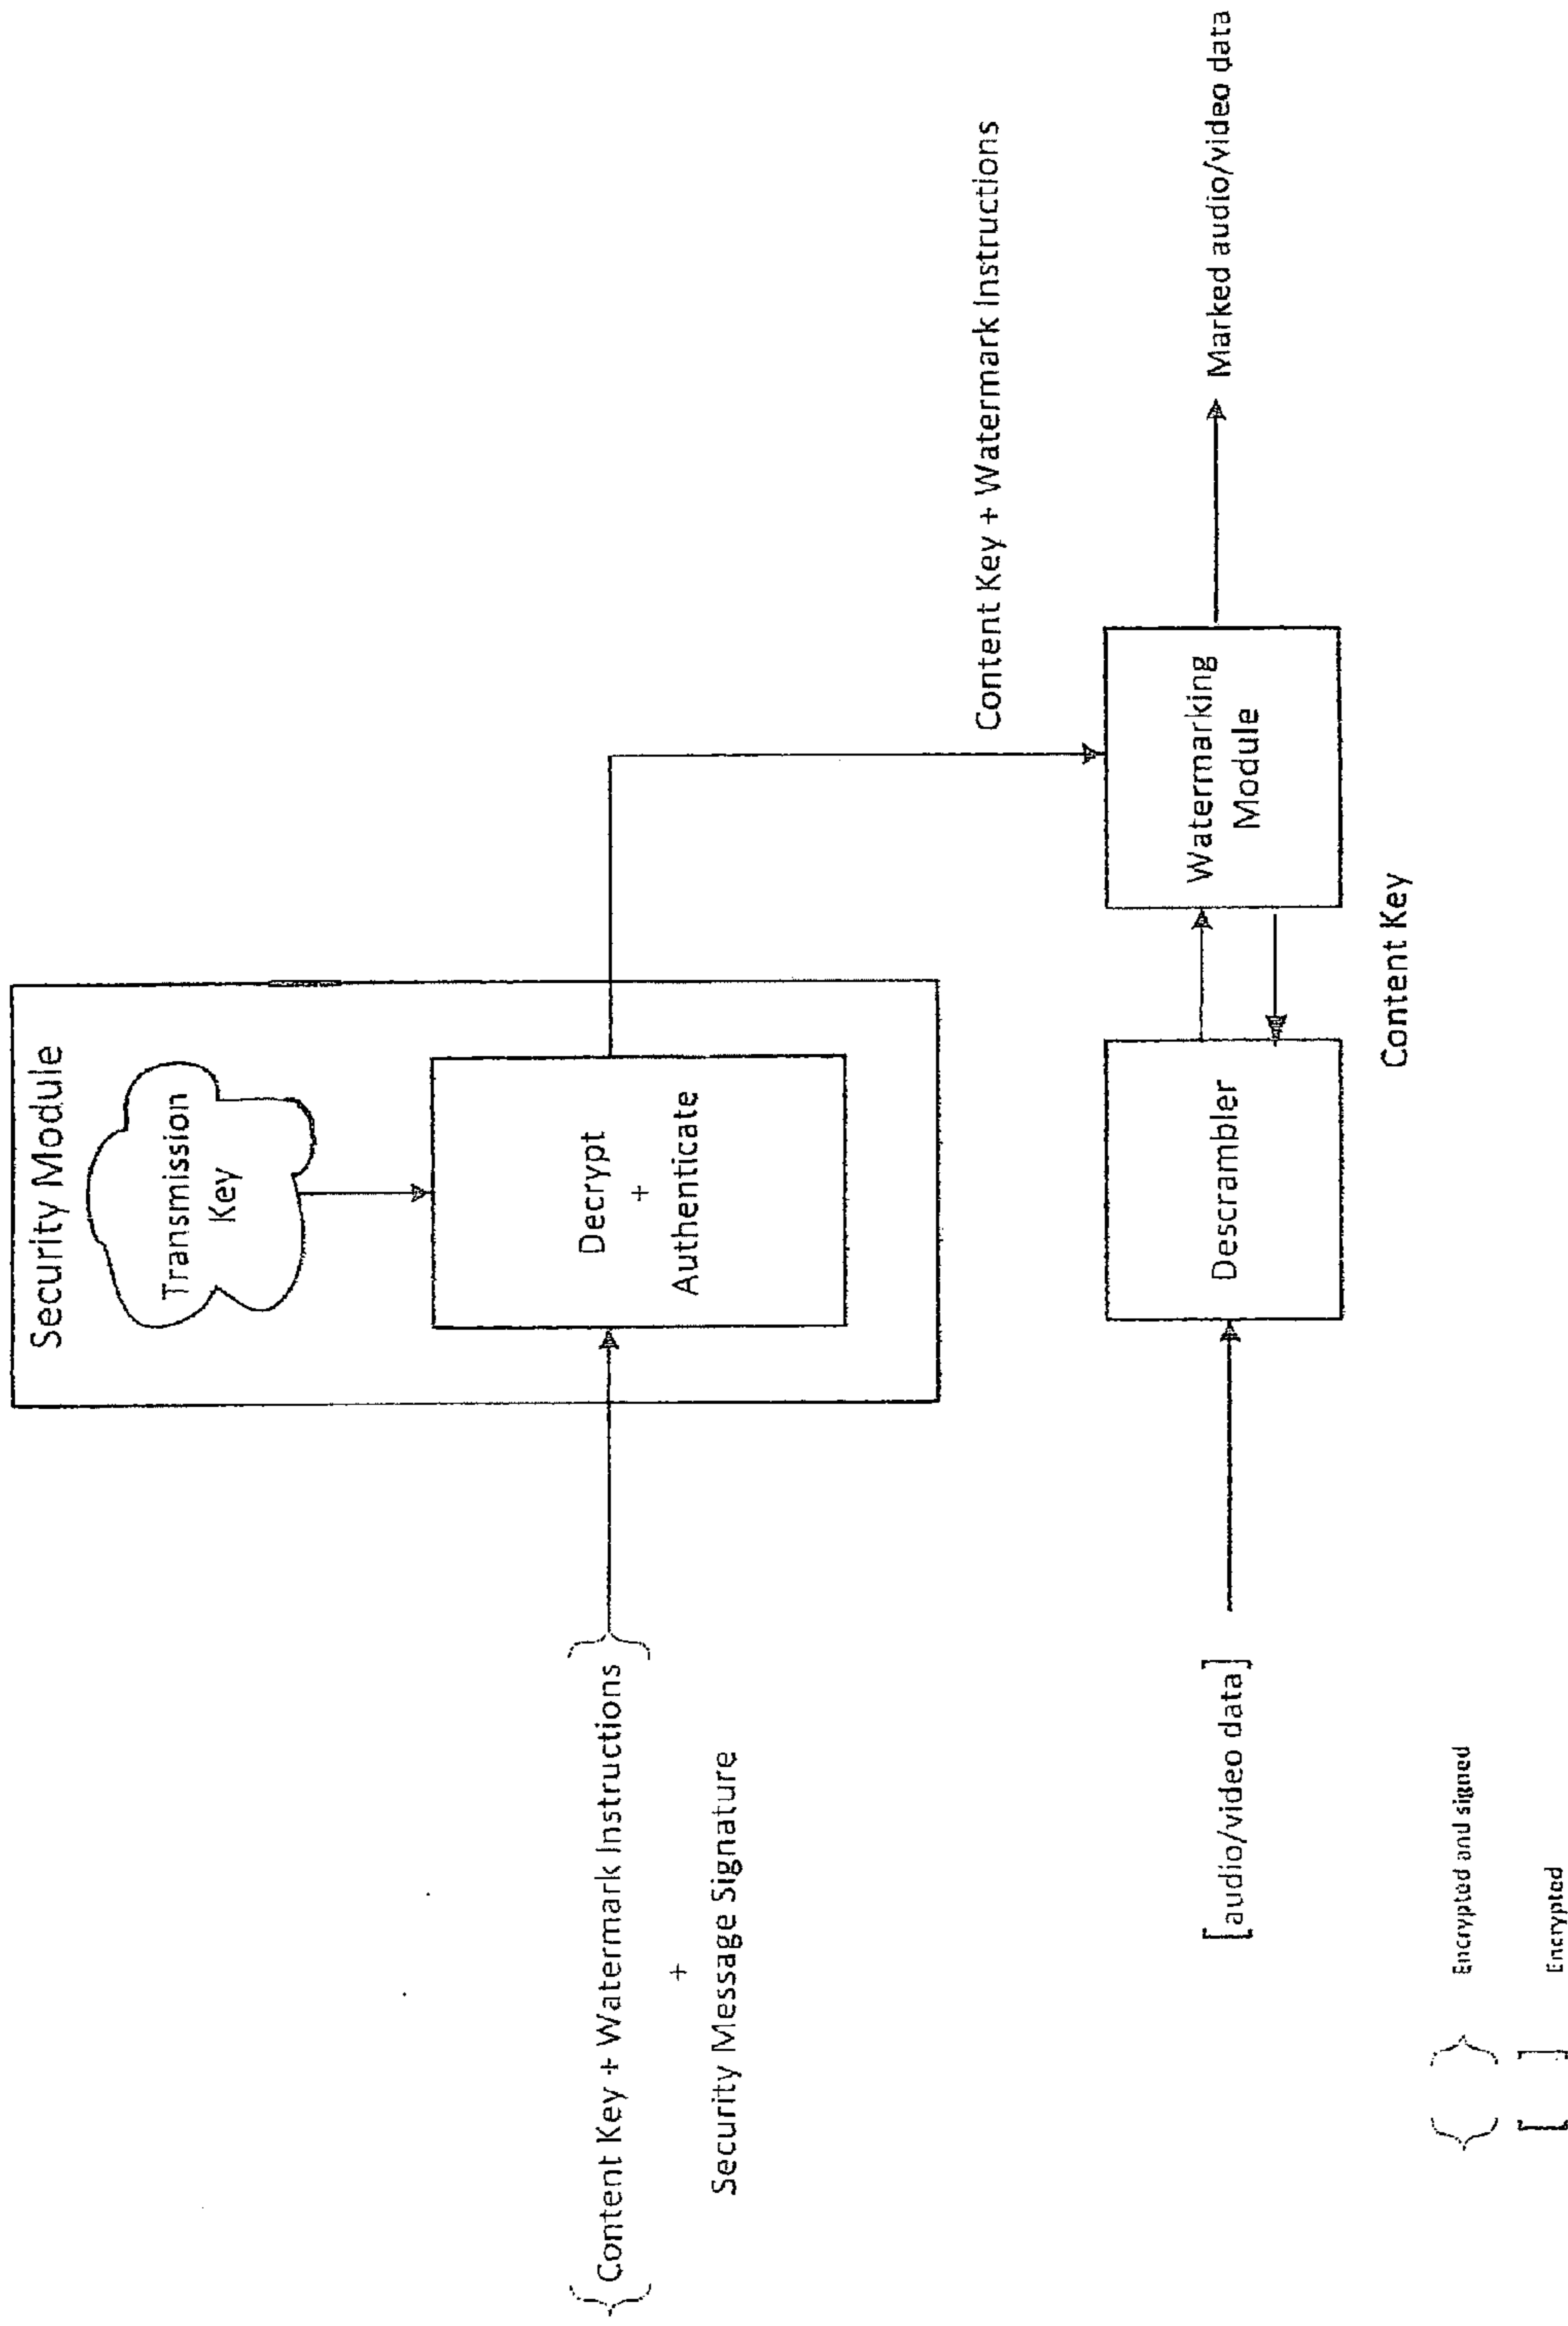 Security Module
Transmission
Key
Decrypt
+
Authenticate
{Content Key + Watermark Instructions}
+
Security Message Signature
Content Key + Watermark Instructions
[audio/video data]
Descrambler
Watermarking
Module
Marked audio/video data
Content Key
{ } Encrypted and signed
[ ] Encrypted